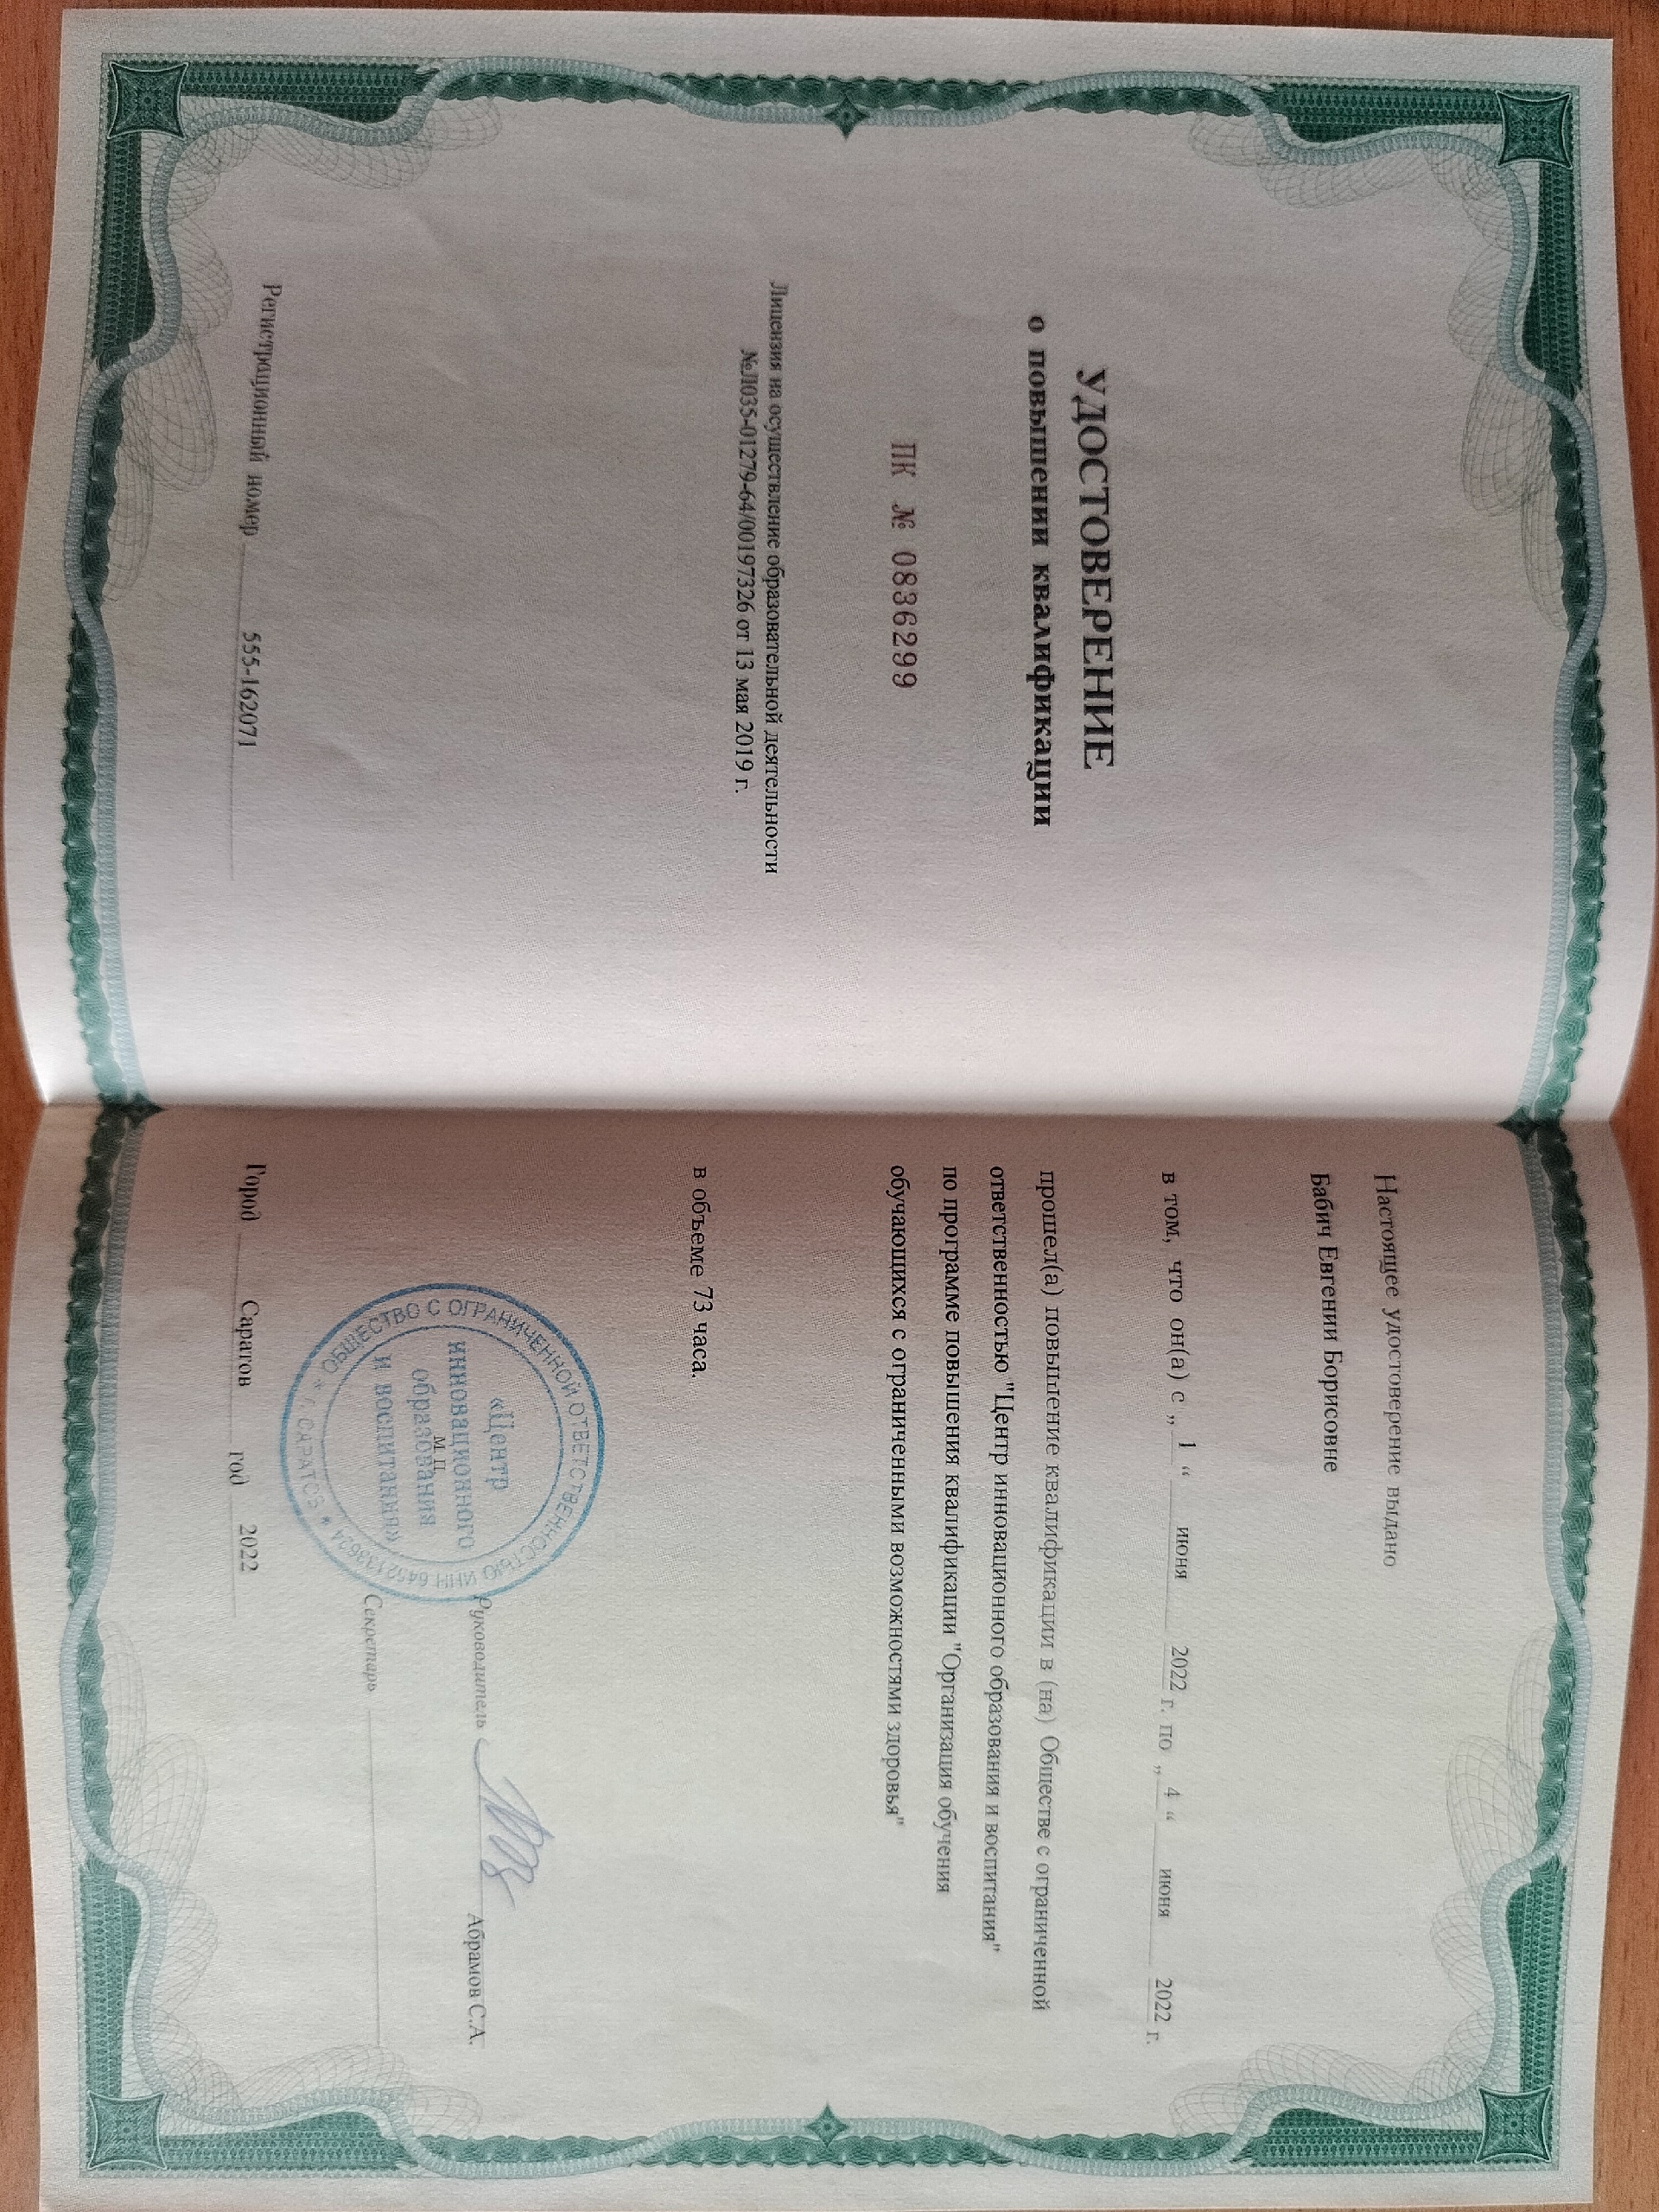 УДОСТОВЕРЕНИЕ
о повышении квалификации
ПК № 0836299
Лицензия на осуществление образовательной деятельности
№Л035-01279-64/00197326 от 13 мая 2019 г.
Регистрационный номер 555-162071
Настоящее удостоверение выдано
Бабич Евгении Борисовне
в том, что он(а) с „ 1 “ июня 2022 г. по „ 4 “ июня 2022 г.
прошел(а) повышение квалификации в (на) Обществе с ограниченной
ответственностью "Центр инновационного образования и воспитания"
по программе повышения квалификации "Организация обучения
обучающихся с ограниченными возможностями здоровья"
в объеме 73 часа.
ОБЩЕСТВО С ОГРАНИЧЕННОЙ ОТВЕТСТВЕННОСТЬЮ ИНН 6452133624
* Г. САРАТОВ *
«Центр
инновационного
образования
и воспитания»
М.П.
Руководитель Абрамов С.А.
Секретарь
Город Саратов год 2022